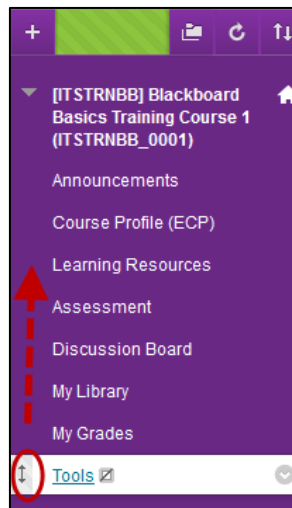 [ITSTRNBB] Blackboard
Basics Training Course 1
(ITSTRNBB_0001)
Announcements
Course Profile (ECP)
Learning Resources
Assessment
Discussion Board
My Library
My Grades
Tools